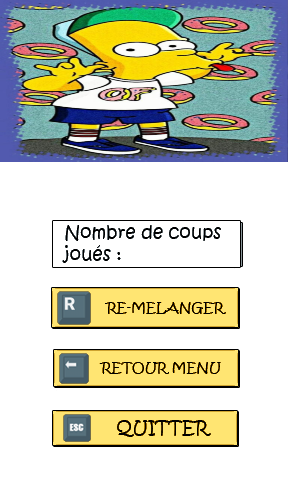 OF
Nombre de coups
joués :
R RE-MELANGER
← RETOUR MENU
ESC QUITTER